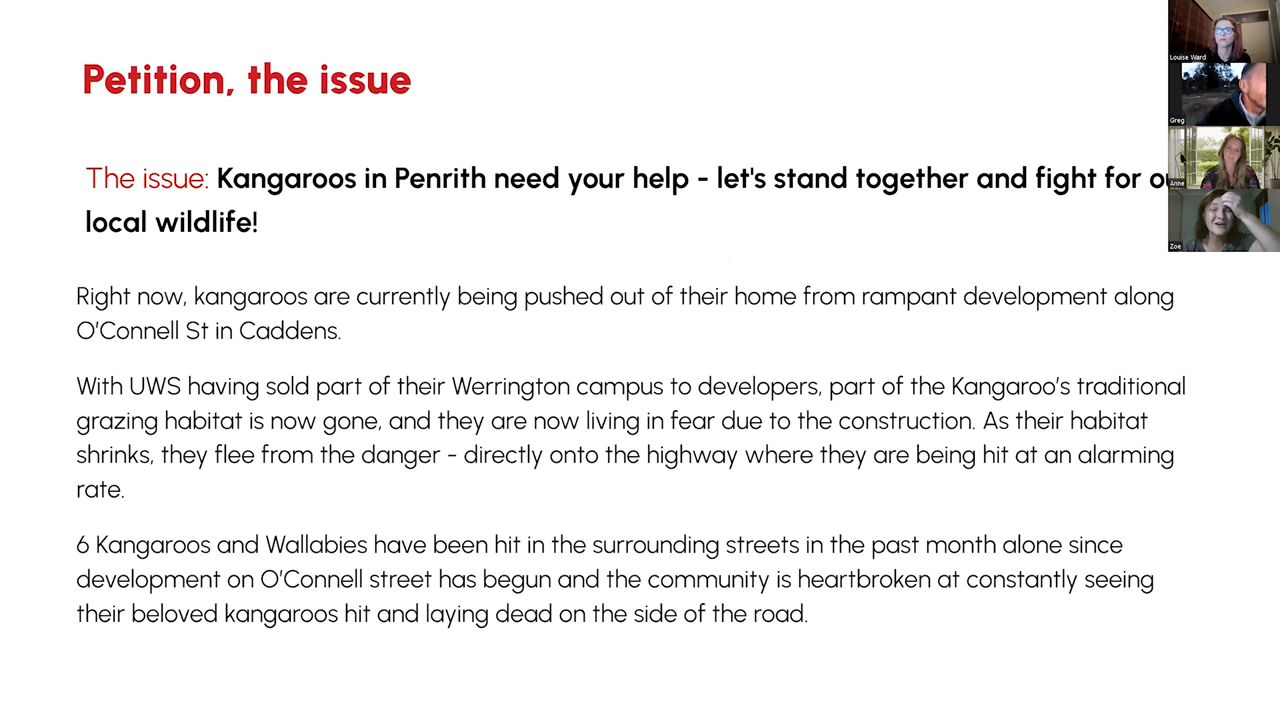 Petition, the issue
The issue: Kangaroos in Penrith need your help - let's stand together and fight for
local wildlife!
Right now, kangaroos are currently being pushed out of their home from rampant development along
O'Connell St in Caddens.
With UWS having sold part of their Werrington campus to developers, part of the Kangaroo's traditional
grazing habitat is now gone, and they are now living in fear due to the construction. As their habitat
shrinks, they flee from the danger - directly onto the highway where they are being hit at an alarming
rate.
6 Kangaroos and Wallabies have been hit in the surrounding streets in the past month alone since
development on O'Connell street has begun and the community is heartbroken at constantly seeing
their beloved kangaroos hit and laying dead on the side of the road.
Louise Ward
Greg
Anne
Zoe